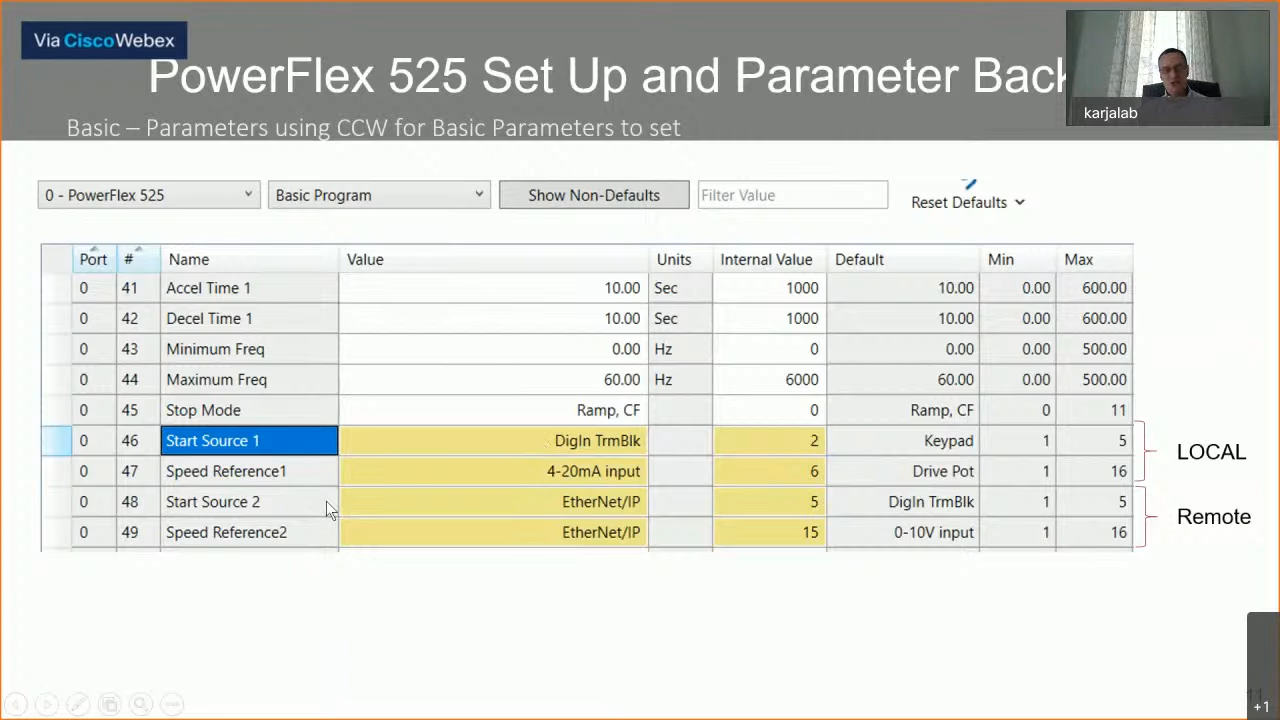 Via CiscoWebex
PowerFlex 525 Set Up and Parameter Back
karjalab
Basic – Parameters using CCW for Basic Parameters to set
0 - PowerFlex 525 Basic Program Show Non-Defaults Filter Value Reset Defaults
Port # Name Value Units Internal Value Default Min Max
0 41 Accel Time 1 10.00 Sec 1000 10.00 0.00 600.00
0 42 Decel Time 1 10.00 Sec 1000 10.00 0.00 600.00
0 43 Minimum Freq 0.00 Hz 0 0.00 0.00 500.00
0 44 Maximum Freq 60.00 Hz 6000 60.00 0.00 500.00
0 45 Stop Mode Ramp, CF 0 Ramp, CF 0 11
0 46 Start Source 1 DigIn TrmBlk 2 Keypad 1 5
LOCAL
0 47 Speed Reference1 4-20mA input 6 Drive Pot 1 16
0 48 Start Source 2 EtherNet/IP 5 DigIn TrmBlk 1 5
Remote
0 49 Speed Reference2 EtherNet/IP 15 0-10V input 1 16
11
+1